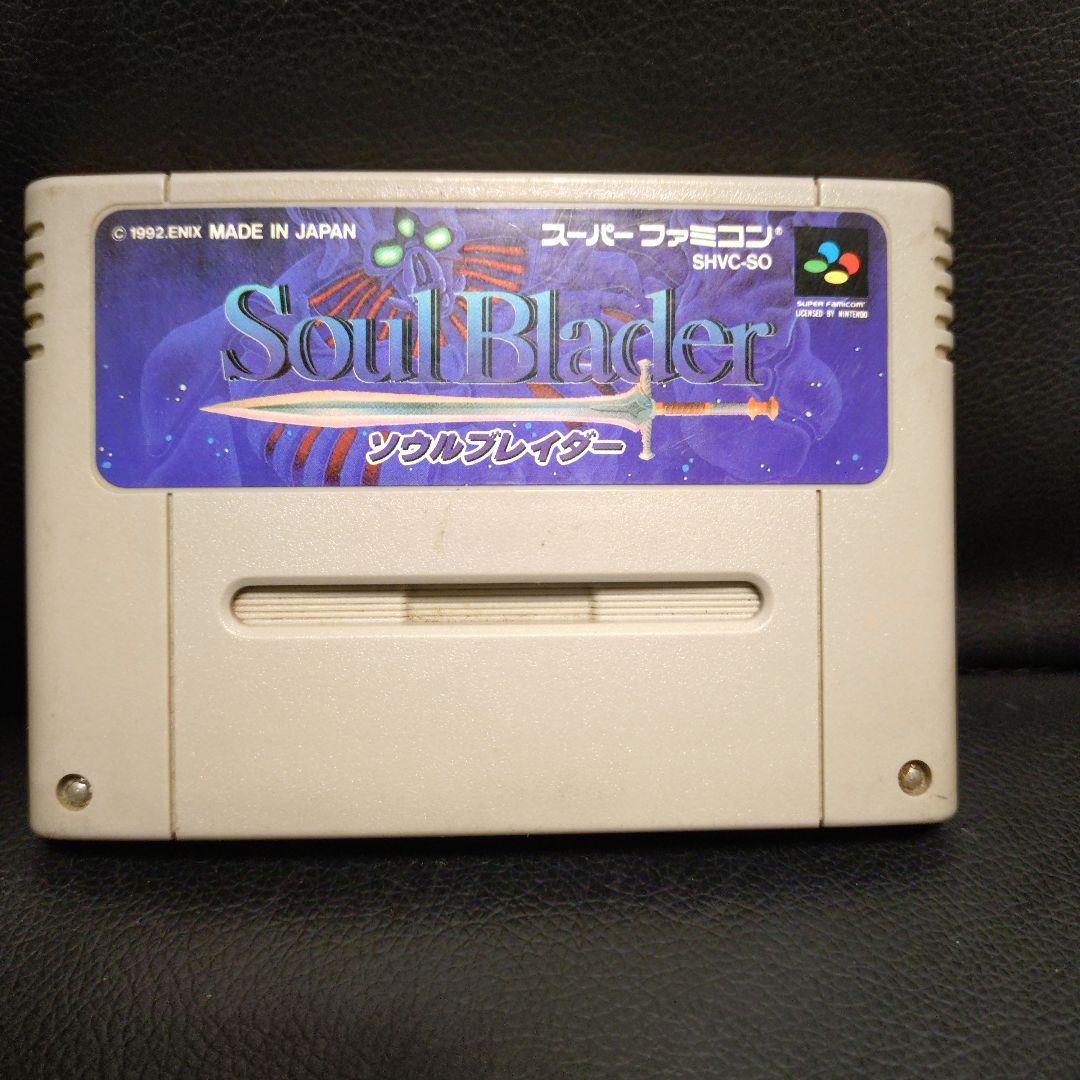 © 1992.ENIX MADE IN JAPAN
スーパーファミコン®
SHVC-SO
SUPER FAMICOM™
LICENSED BY NINTENDO
Soul Blader
ソウルブレイダー